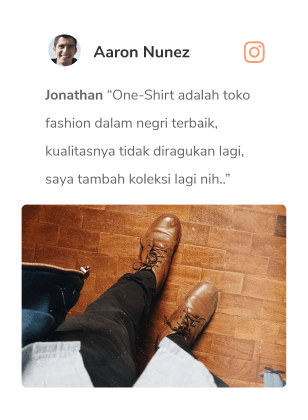 Aaron Nunez
Jonathan “One-Shirt adalah toko
fashion dalam negri terbaik,
kualitasnya tidak diragukan lagi,
saya tambah koleksi lagi nih..”